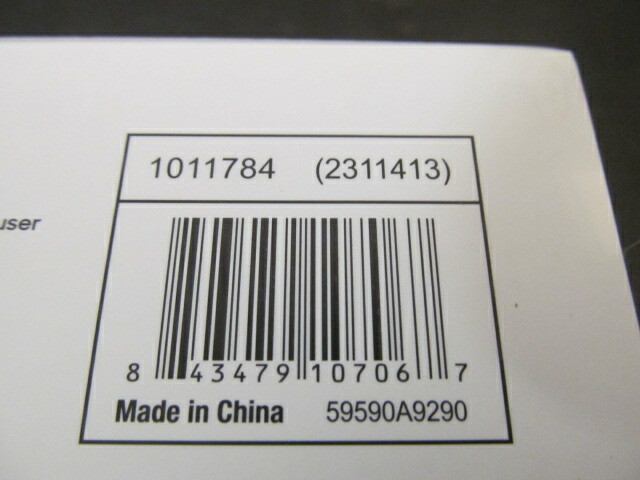 1011784 (2311413)
user
8 43479 10706 7
Made in China 59590A9290